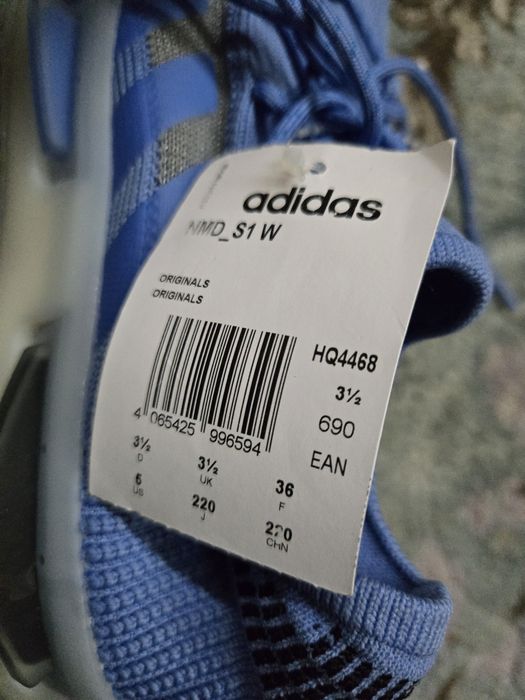 adidas
NMD_S1 W
ORIGINALS
ORIGINALS
HQ4468
3½
690
EAN
4 065425 996594
3½ 3½ 36
D UK F
6 220 220
US J CHN